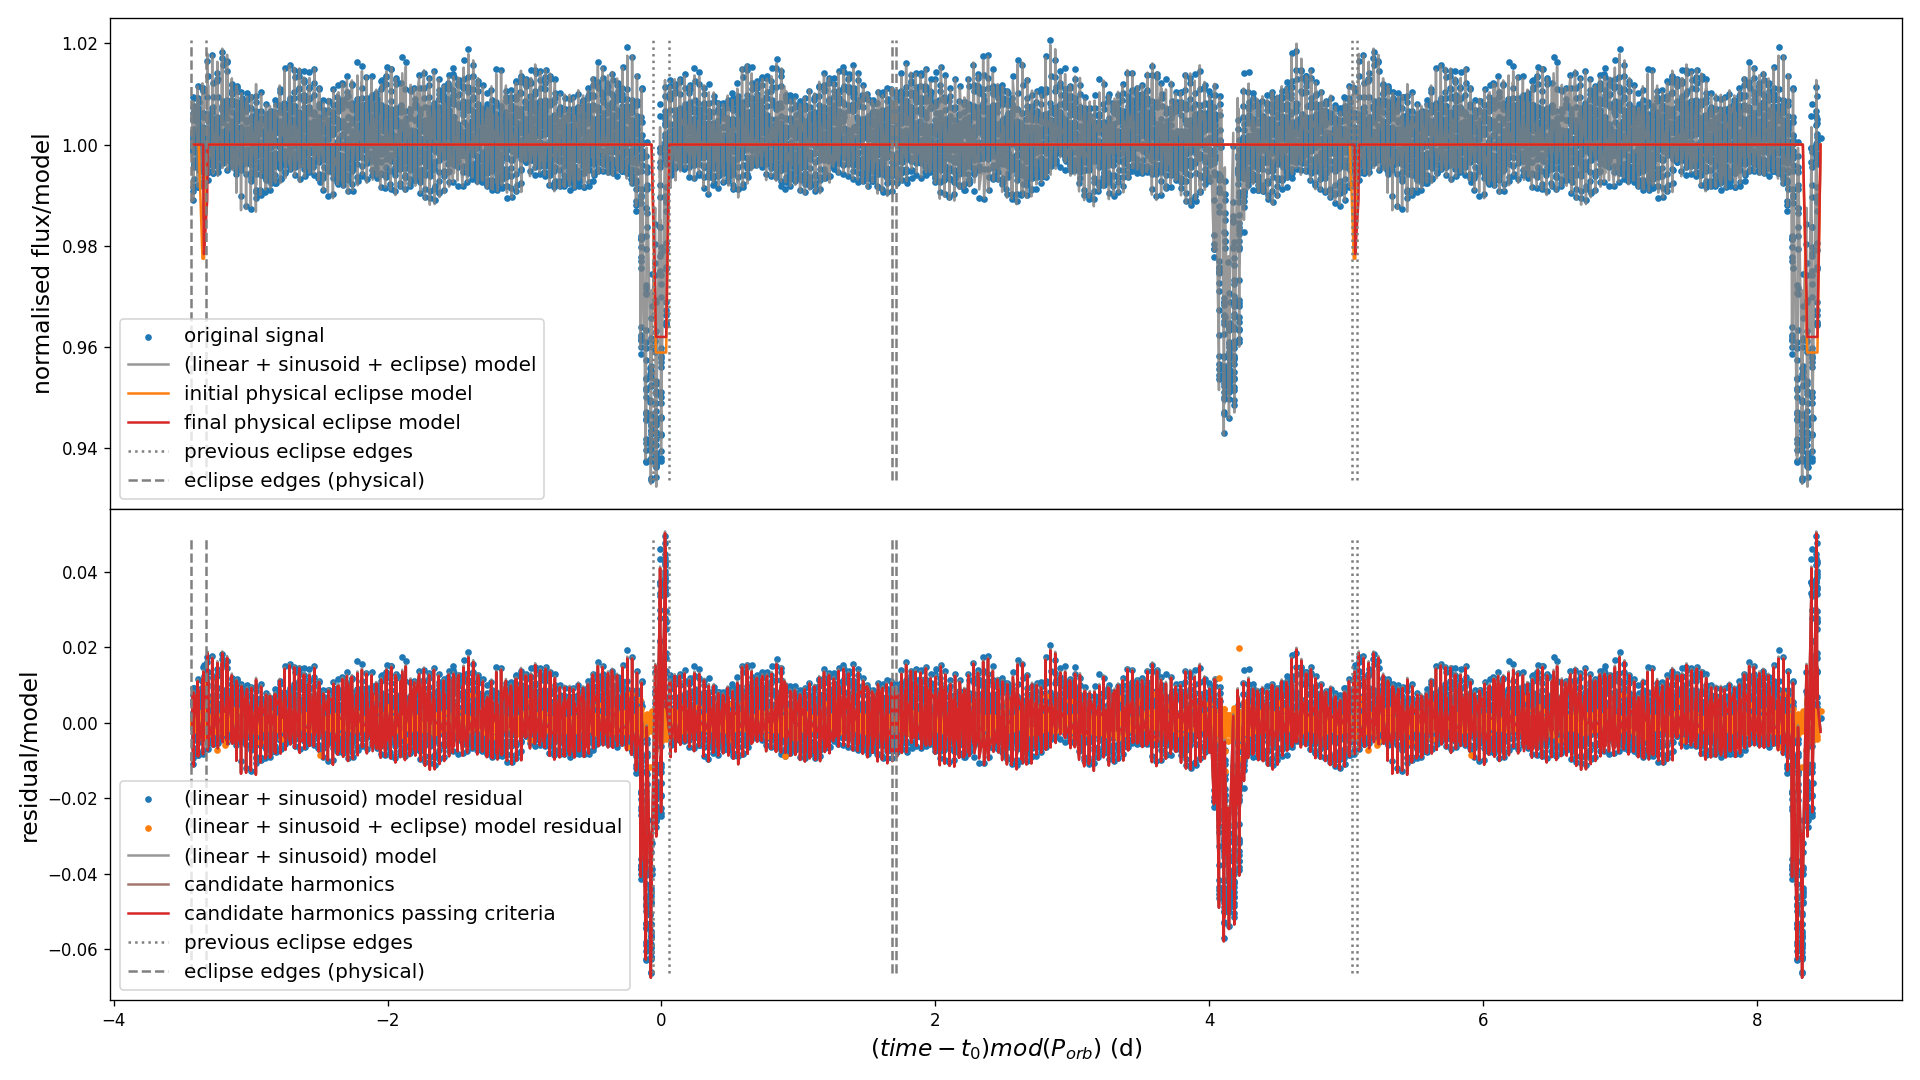 normalised flux/model
1.02
1.00
0.98
0.96
0.94
original signal
(linear + sinusoid + eclipse) model
initial physical eclipse model
final physical eclipse model
previous eclipse edges
eclipse edges (physical)
residual/model
0.04
0.02
0.00
−0.02
−0.04
−0.06
(linear + sinusoid) model residual
(linear + sinusoid + eclipse) model residual
(linear + sinusoid) model
candidate harmonics
candidate harmonics passing criteria
previous eclipse edges
eclipse edges (physical)
−4 −2 0 2 4 6 8
(time − t₀)mod(P_orb) (d)